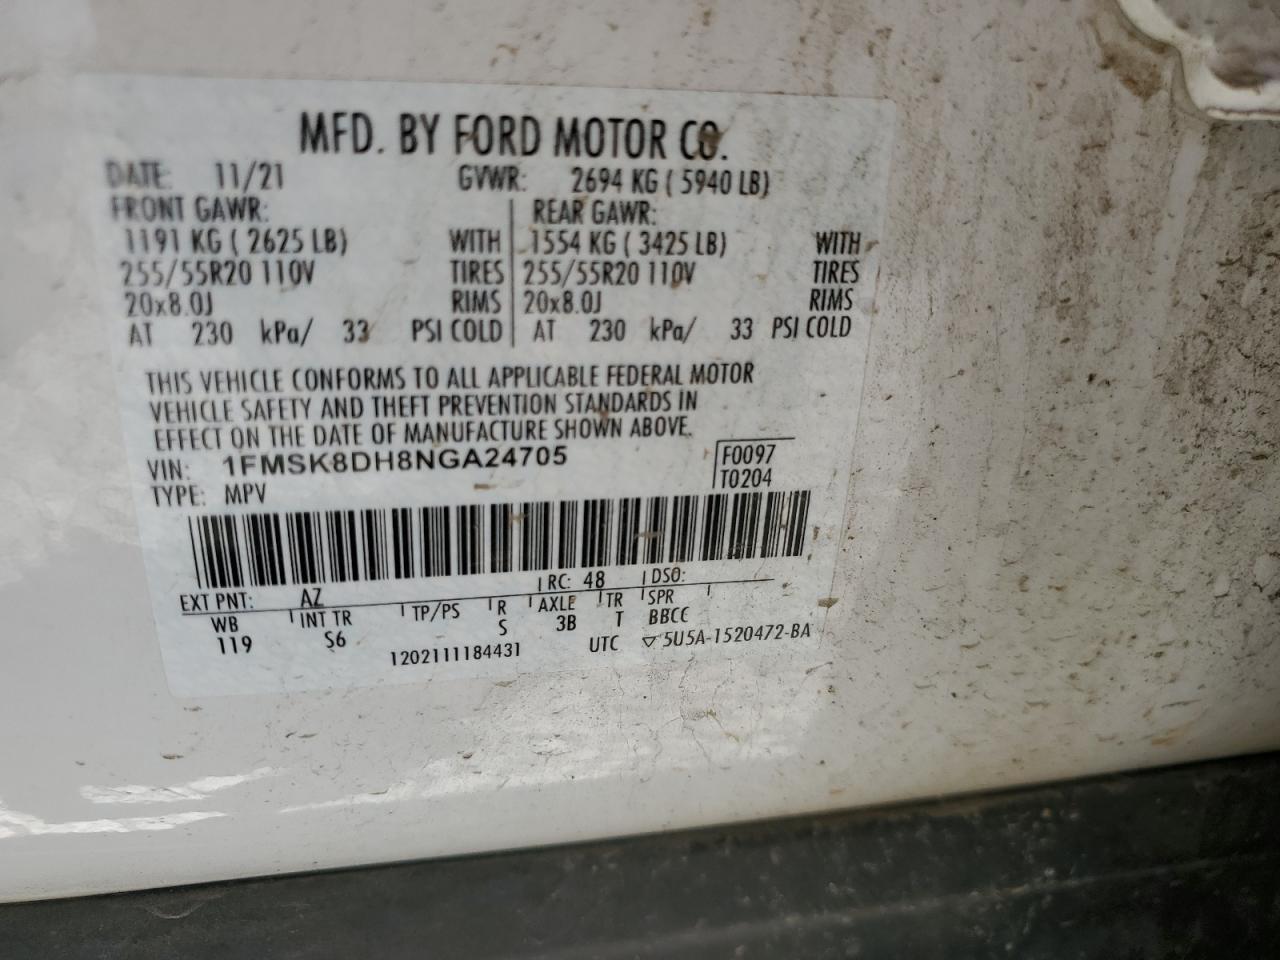 MFD. BY FORD MOTOR CO.
DATE: 11/21 GVWR: 2694 KG ( 5940 LB)
FRONT GAWR: REAR GAWR:
1191 KG ( 2625 LB) WITH 1554 KG ( 3425 LB) WITH
255/55R20 110V TIRES 255/55R20 110V TIRES
20x8.0J RIMS 20x8.0J RIMS
AT 230 kPa/ 33 PSI COLD AT 230 kPa/ 33 PSI COLD
THIS VEHICLE CONFORMS TO ALL APPLICABLE FEDERAL MOTOR
VEHICLE SAFETY AND THEFT PREVENTION STANDARDS IN
EFFECT ON THE DATE OF MANUFACTURE SHOWN ABOVE.
VIN: 1FMSK8DH8NGA24705 F0097
TYPE: MPV T0204
EXT PNT: AZ RC: 48 DSO:
WB INT TR TP/PS R AXLE TR SPR
119 S6 S 3B T BBCC
1202111184431 UTC ▽5U5A-1520472-BA